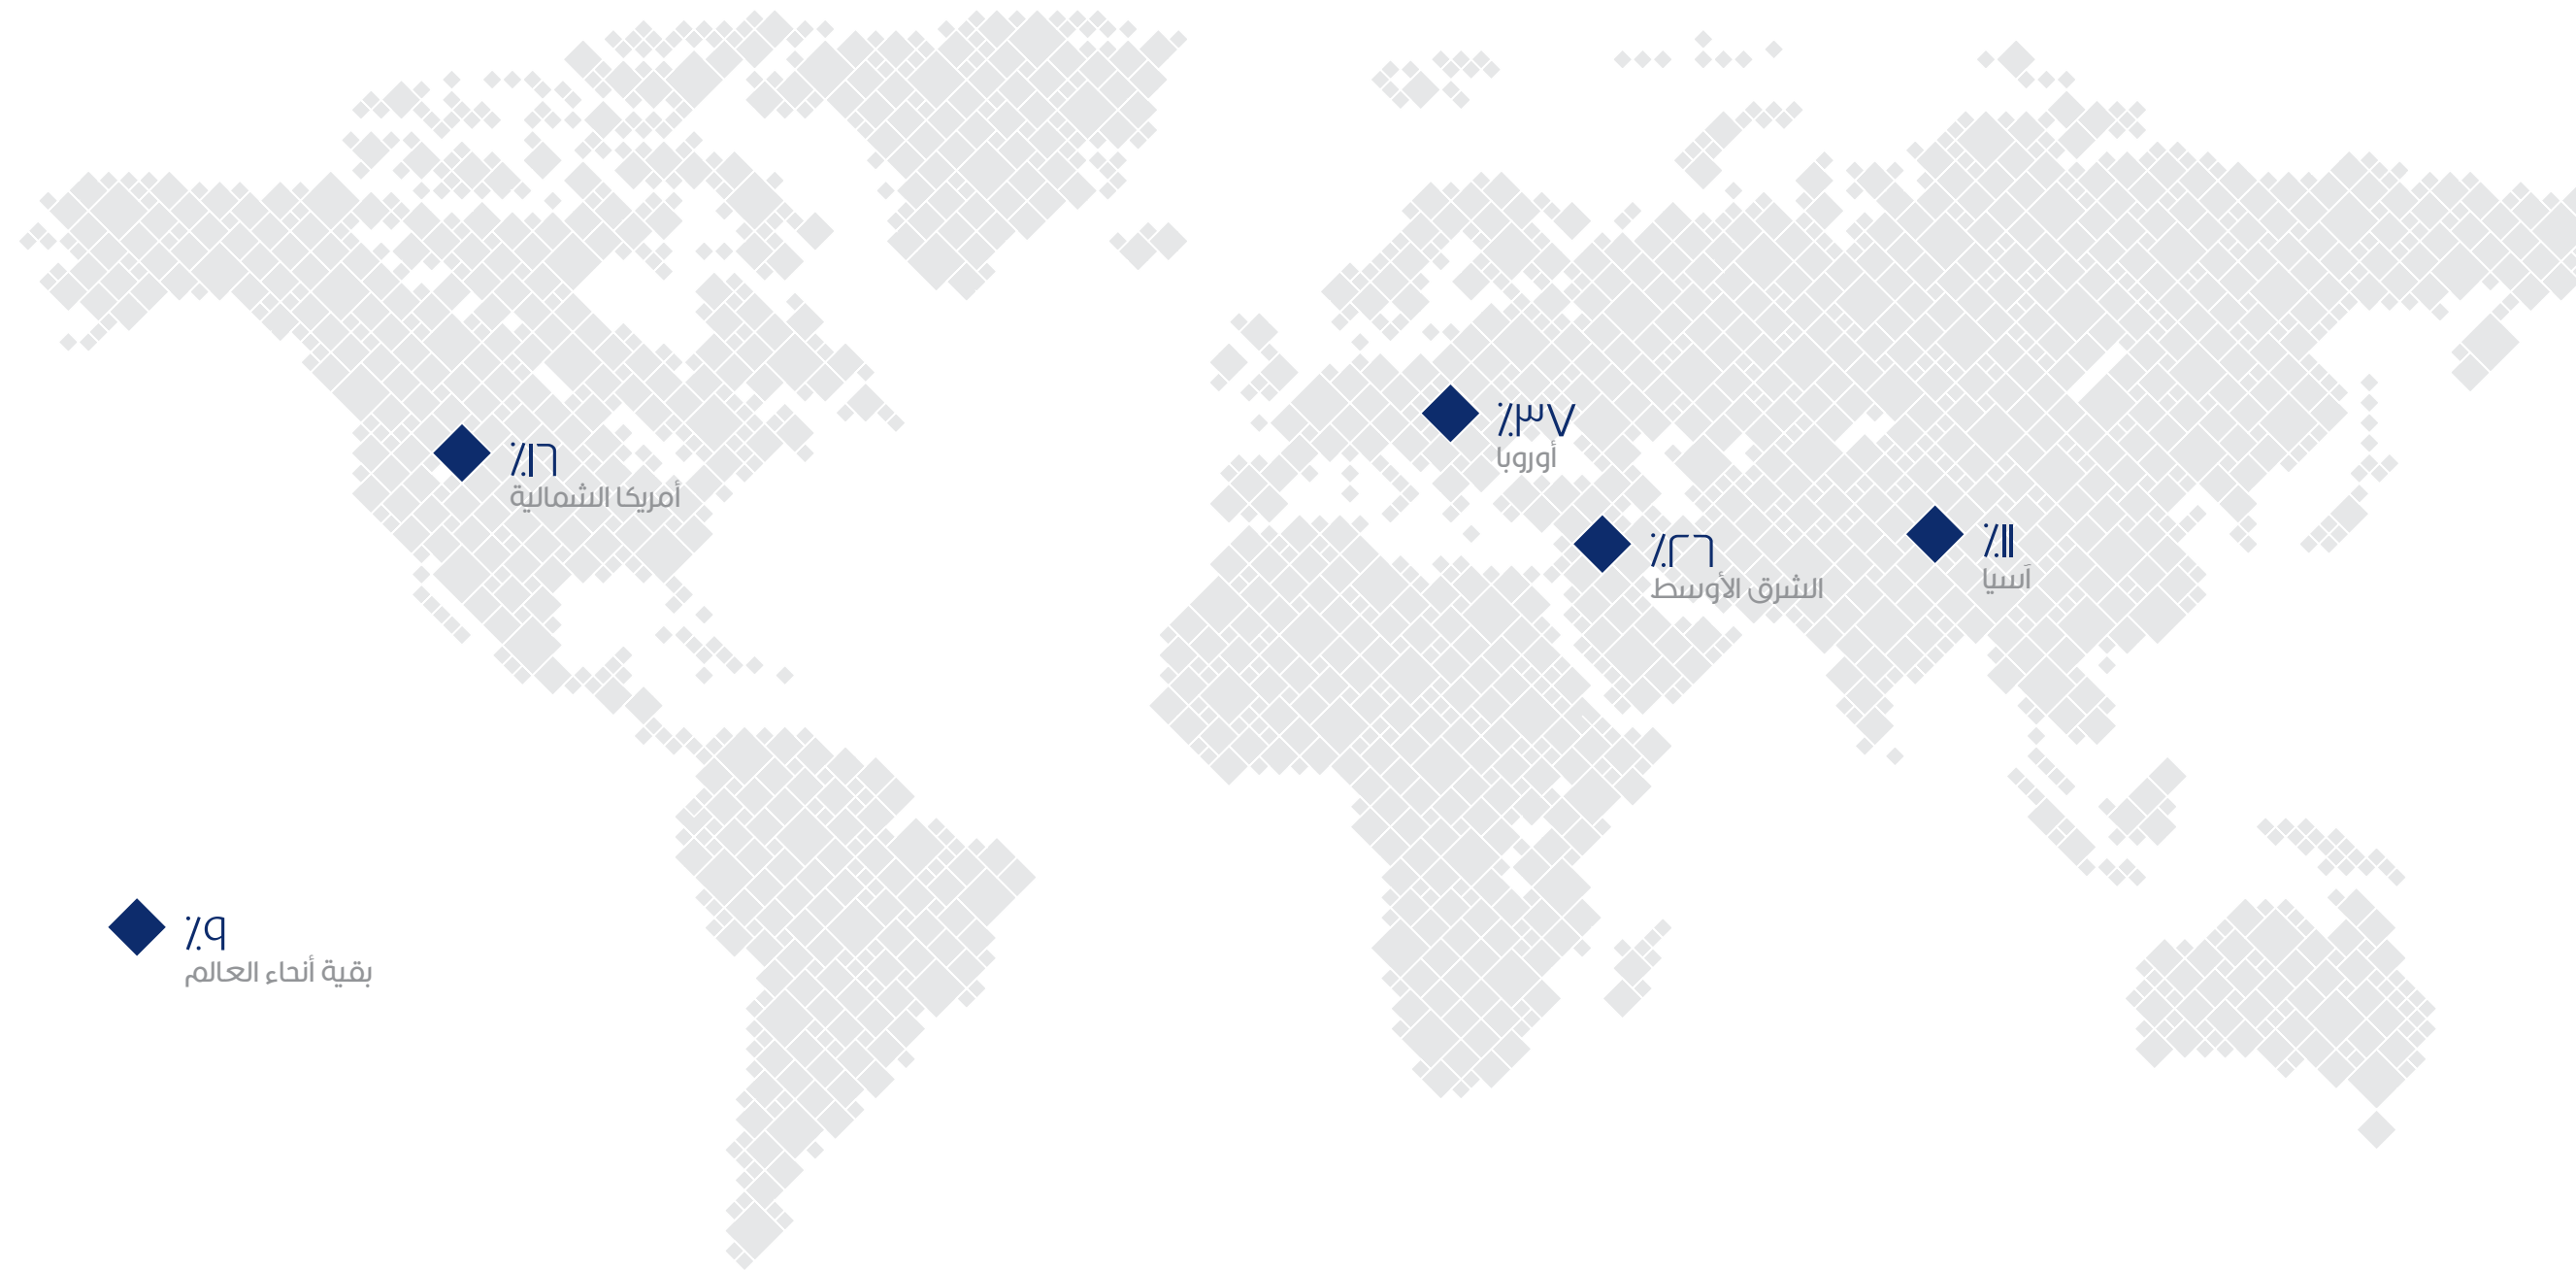 ٣٧٪
أوروبا
١٦٪
أمريكا الشمالية
١١٪
آسيا
٢٦٪
الشرق الأوسط
٩٪
بقية أنحاء العالم